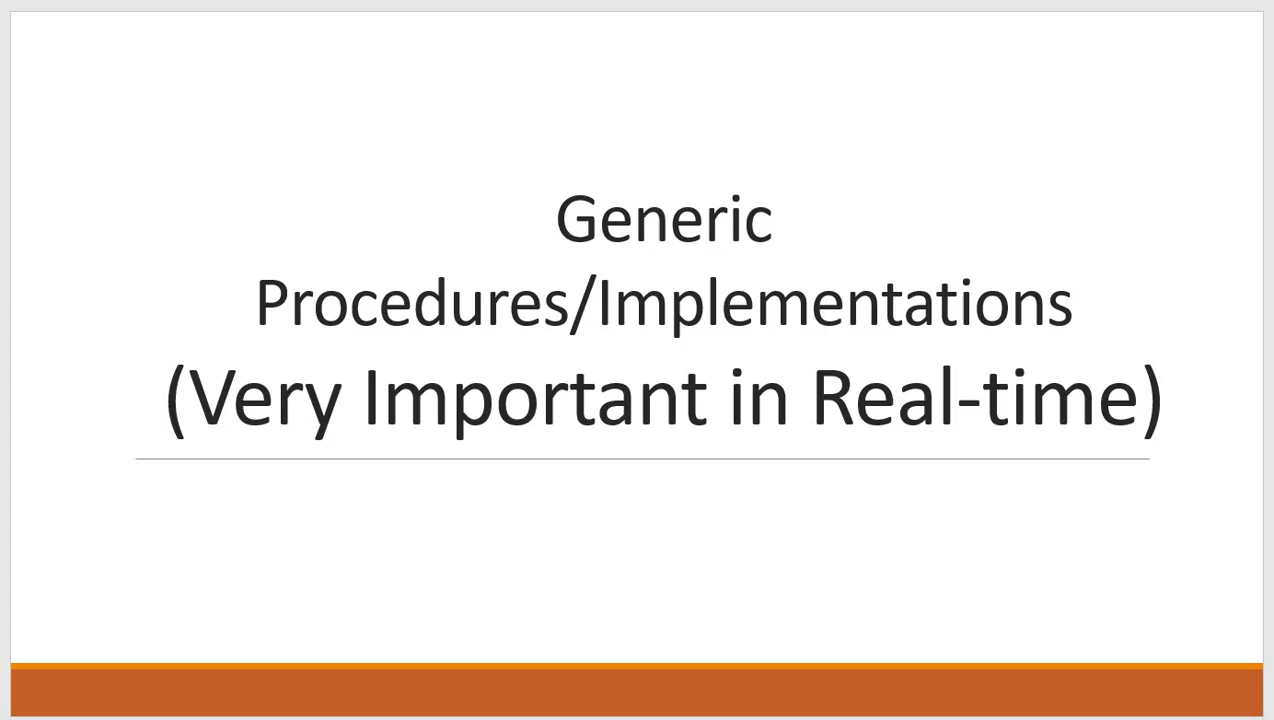 Generic
Procedures/Implementations
(Very Important in Real-time)